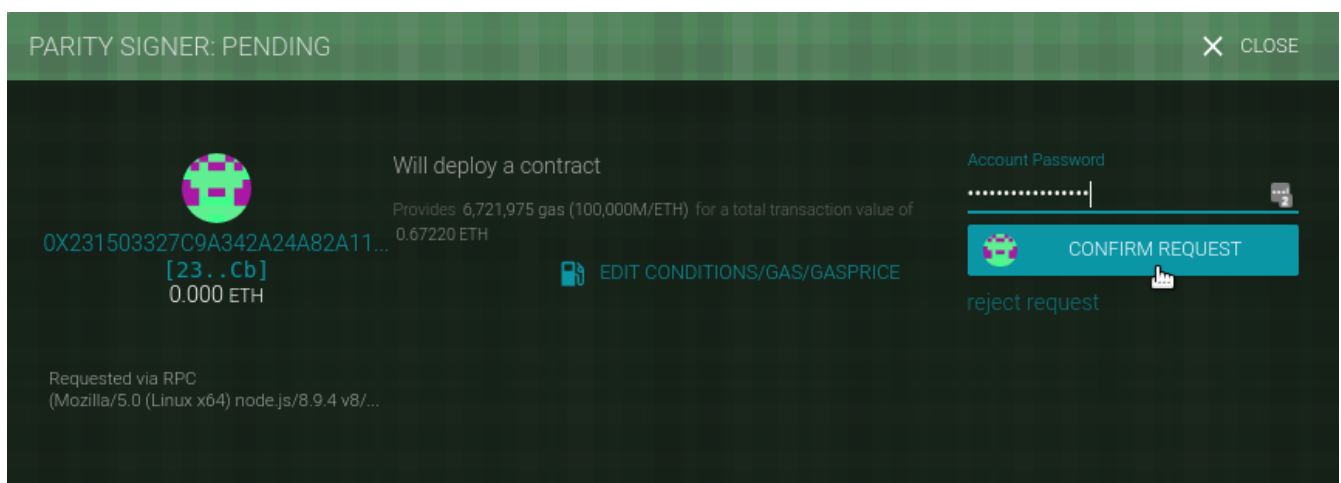 PARITY SIGNER: PENDING
CLOSE
0X231503327C9A342A24A82A11...
[23..Cb]
0.000 ETH
Requested via RPC
(Mozilla/5.0 (Linux x64) node.js/8.9.4 v8/...
Will deploy a contract
Provides 6,721,975 gas (100,000M/ETH) for a total transaction value of
0.67220 ETH
EDIT CONDITIONS/GAS/GASPRICE
Account Password
•••••••••••••••••
2
CONFIRM REQUEST
reject request